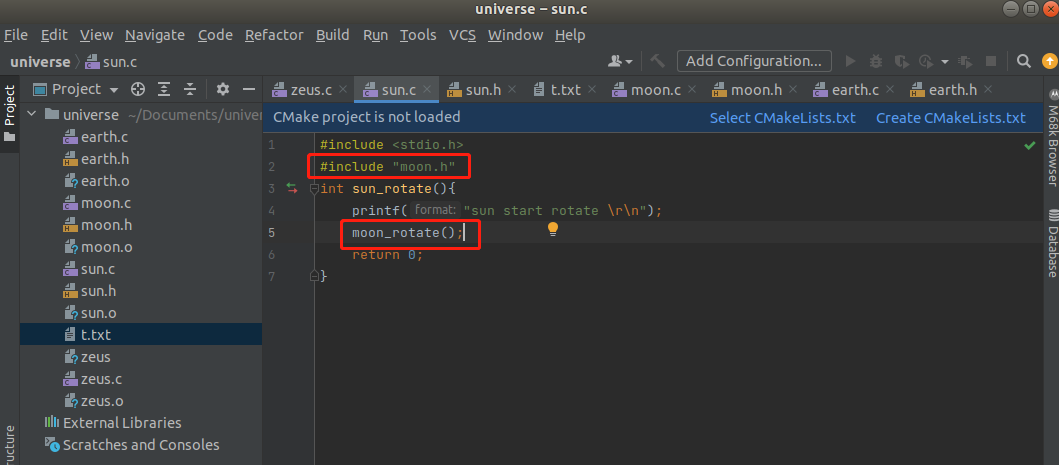 universe – sun.c
File Edit View Navigate Code Refactor Build Run Tools VCS Window Help
universe sun.c Add Configuration...
Project
zeus.c sun.c sun.h t.txt moon.c moon.h earth.c earth.h
CMake project is not loaded Select CMakeLists.txt Create CMakeLists.txt
universe ~/Documents/univer
earth.c
earth.h
earth.o
moon.c
moon.h
moon.o
sun.c
sun.h
sun.o
t.txt
zeus
zeus.c
zeus.o
External Libraries
Scratches and Consoles
1 #include <stdio.h>
2 #include "moon.h"
3 int sun_rotate(){
4 printf( format: "sun start rotate \r\n");
5 moon_rotate();
6 return 0;
7 }
Project
ucture
Mc8k Browser
Database